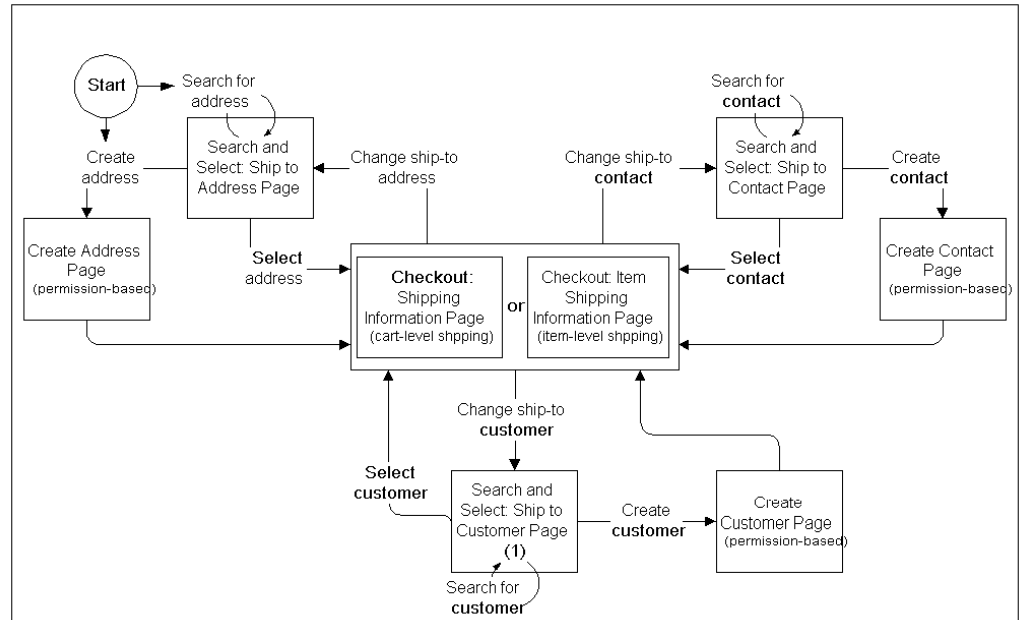 Start
Search for
address
Search and
Select: Ship to
Address Page
Create
address
Create Address
Page
(permission-based)
Select
address
Change ship-to
address
Change ship-to
contact
Search for
contact
Search and
Select: Ship to
Contact Page
Create
contact
Create Contact
Page
(permission-based)
Select
contact
Checkout:
Shipping
Information Page
(cart-level shpping)
or
Checkout: Item
Shipping
Information Page
(item-level shpping)
Change ship-to
customer
Select
customer
Search and
Select: Ship to
Customer Page
(1)
Search for
customer
Create
customer
Create
Customer Page
(permission-based)